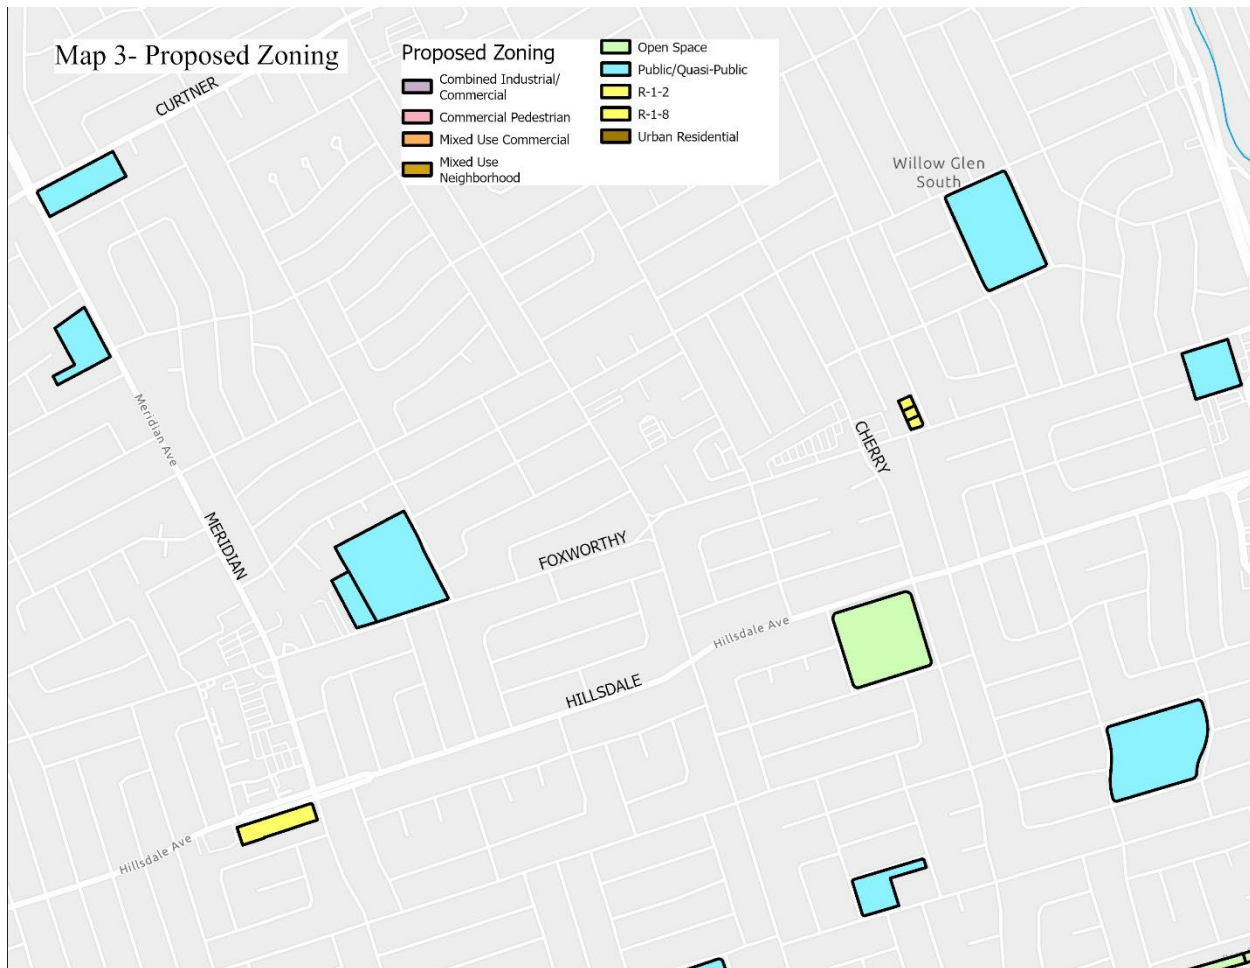 Map 3- Proposed Zoning
Proposed Zoning
Combined Industrial/
Commercial
Commercial Pedestrian
Mixed Use Commercial
Mixed Use
Neighborhood
Open Space
Public/Quasi-Public
R-1-2
R-1-8
Urban Residential
CURTNER
Willow Glen
South
Meridian Ave
CHERRY
MERIDIAN
FOXWORTHY
Hillsdale Ave
HILLSDALE
Hillsdale Ave